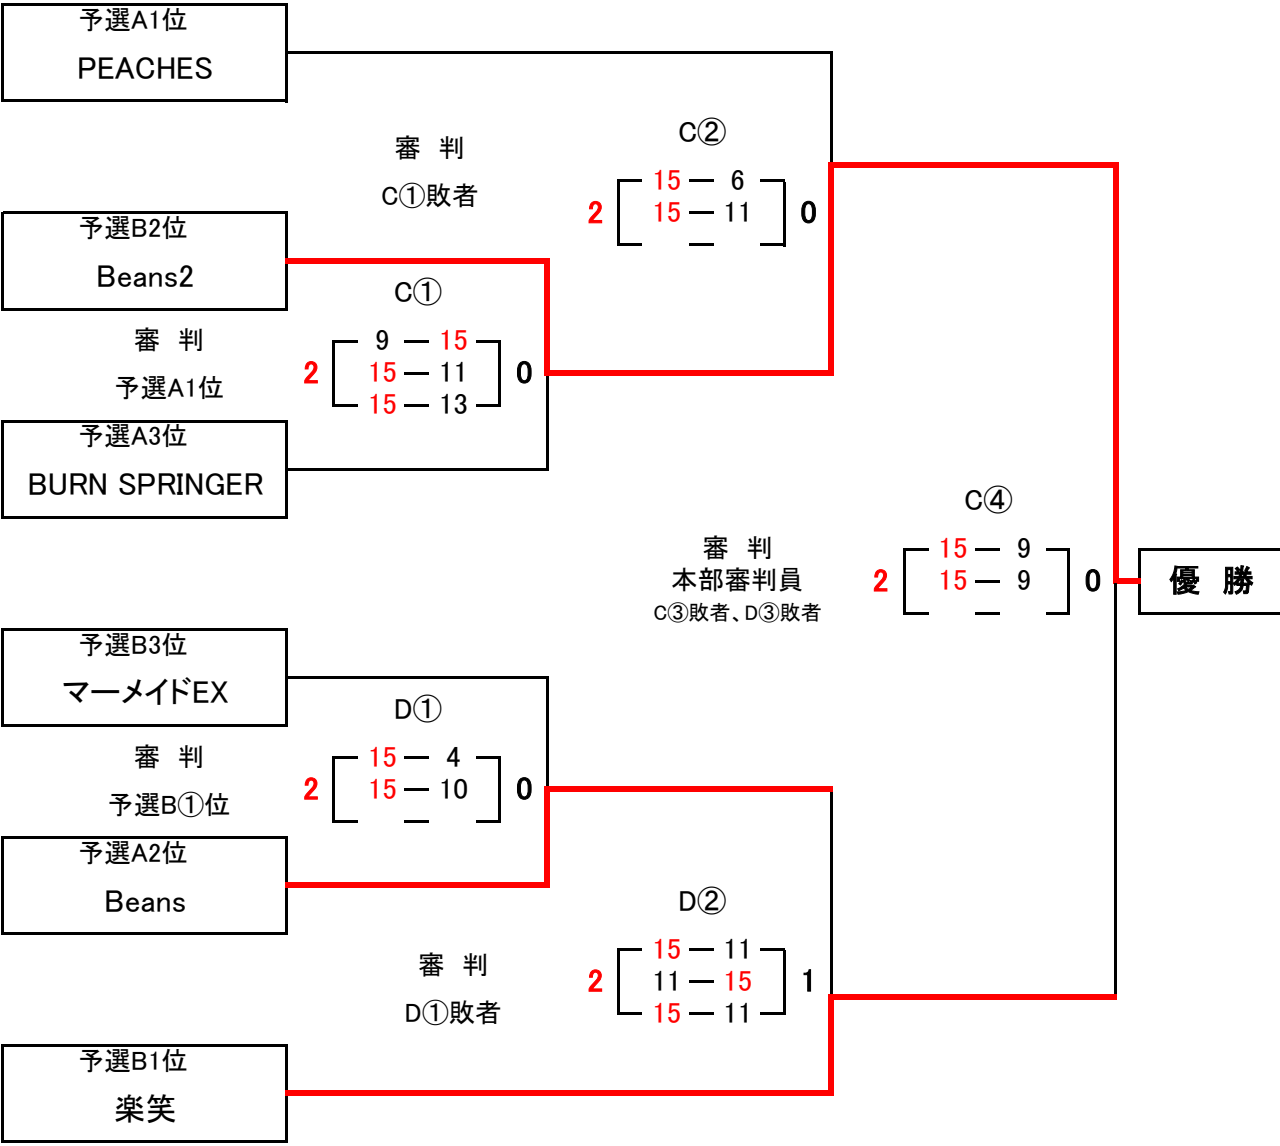 予選A1位
PEACHES
審 判
C①敗者
C②
2
15 ― 6
15 ― 11
―
0
予選B2位
Beans2
審 判
予選A1位
C①
2
9 ― 15
15 ― 11
15 ― 13
0
予選A3位
BURN SPRINGER
審 判
本部審判員
C③敗者、D③敗者
C④
2
15 ― 9
15 ― 9
―
0
優 勝
予選B3位
マーメイドEX
審 判
予選B①位
D①
2
15 ― 4
15 ― 10
―
0
予選A2位
Beans
審 判
D①敗者
D②
2
15 ― 11
11 ― 15
15 ― 11
1
予選B1位
楽笑